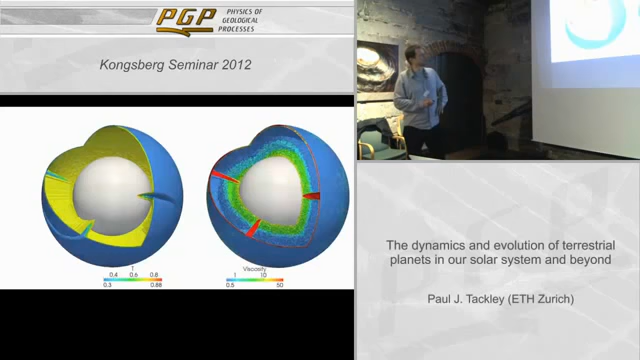 PGP
PHYSICS OF
GEOLOGICAL
PROCESSES
Kongsberg Seminar 2012
T
0.4 0.6 0.8
0.3 0.88
Viscosity
1 10
0.5 50
The dynamics and evolution of terrestrial
planets in our solar system and beyond
Paul J. Tackley (ETH Zurich)